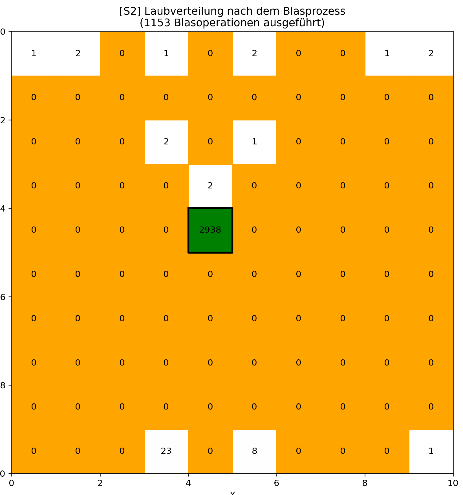 [S2] Laubverteilung nach dem Blasprozess
(1153 Blasoperationen ausgeführt)
0
1 2 0 1 0 2 0 0 1 2
0 0 0 0 0 0 0 0 0 0
2
0 0 0 2 0 1 0 0 0 0
0 0 0 0 2 0 0 0 0 0
4
0 0 0 0 2938 0 0 0 0 0
0 0 0 0 0 0 0 0 0 0
6
0 0 0 0 0 0 0 0 0 0
0 0 0 0 0 0 0 0 0 0
8
0 0 0 0 0 0 0 0 0 0
0 0 0 23 0 8 0 0 0 1
0
0 2 4 6 8 10
x